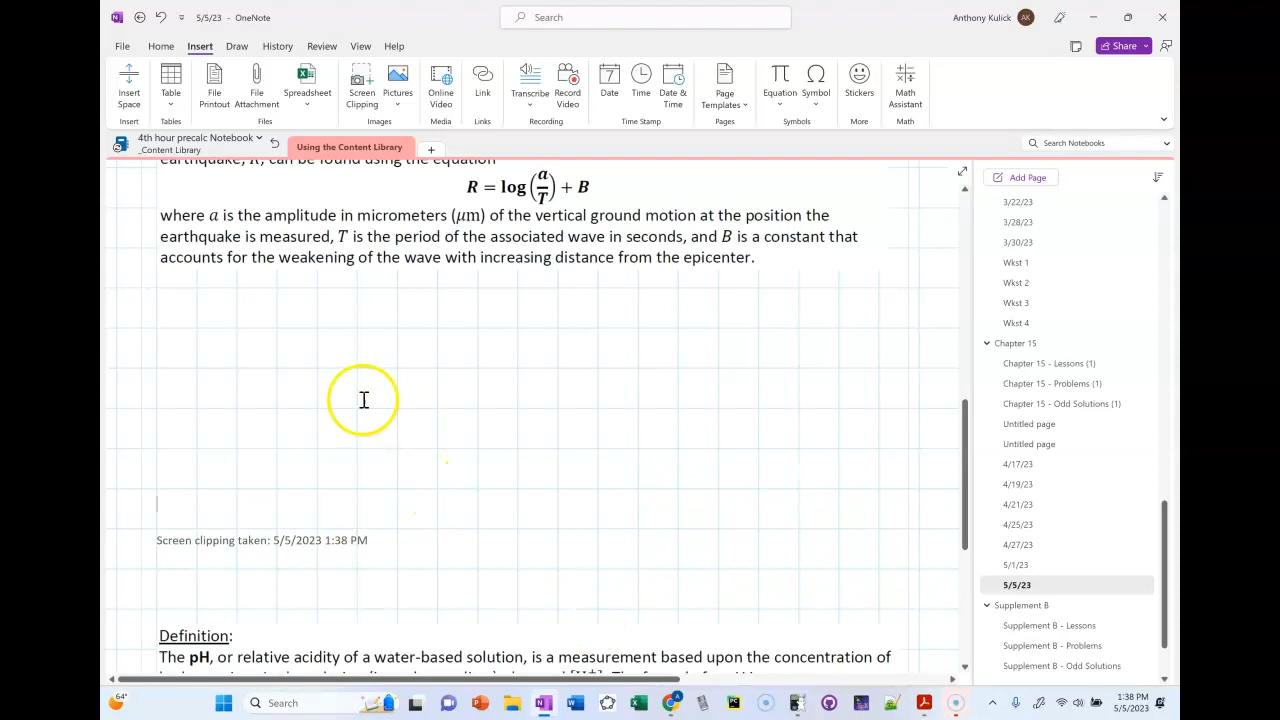 5/5/23 - OneNote
Search
Anthony Kulick
AK
File Home Insert Draw History Review View Help
Share
Insert Space
Table
File Printout
File Attachment
Spreadsheet
Screen Clipping
Pictures
Online Video
Link
Transcribe
Record Video
Date
Time
Date & Time
Page Templates
Equation
Symbol
Stickers
Math Assistant
Insert Tables Files Images Media Links Recording Time Stamp Pages Symbols More Math
4th hour precalc Notebook
_Content Library
Using the Content Library
Search Notebooks
earthquake, R, can be found using the equation
R = log(a/T) + B
where a is the amplitude in micrometers (μm) of the vertical ground motion at the position the
earthquake is measured, T is the period of the associated wave in seconds, and B is a constant that
accounts for the weakening of the wave with increasing distance from the epicenter.
Screen clipping taken: 5/5/2023 1:38 PM
Definition:
The pH, or relative acidity of a water-based solution, is a measurement based upon the concentration of
Add Page
3/22/23
3/28/23
3/30/23
Wkst 1
Wkst 2
Wkst 3
Wkst 4
Chapter 15
Chapter 15 - Lessons (1)
Chapter 15 - Problems (1)
Chapter 15 - Odd Solutions (1)
Untitled page
Untitled page
4/17/23
4/19/23
4/21/23
4/25/23
4/27/23
5/1/23
5/5/23
Supplement B
Supplement B - Lessons
Supplement B - Problems
Supplement B - Odd Solutions
64°
Search
1:38 PM
5/5/2023